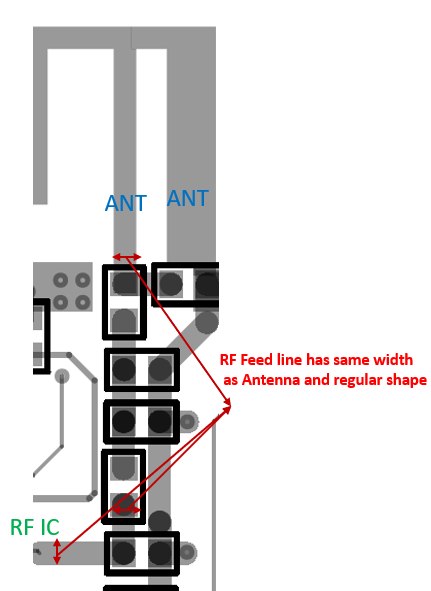 ANT
ANT
RF Feed line has same width
as Antenna and regular shape
RF IC